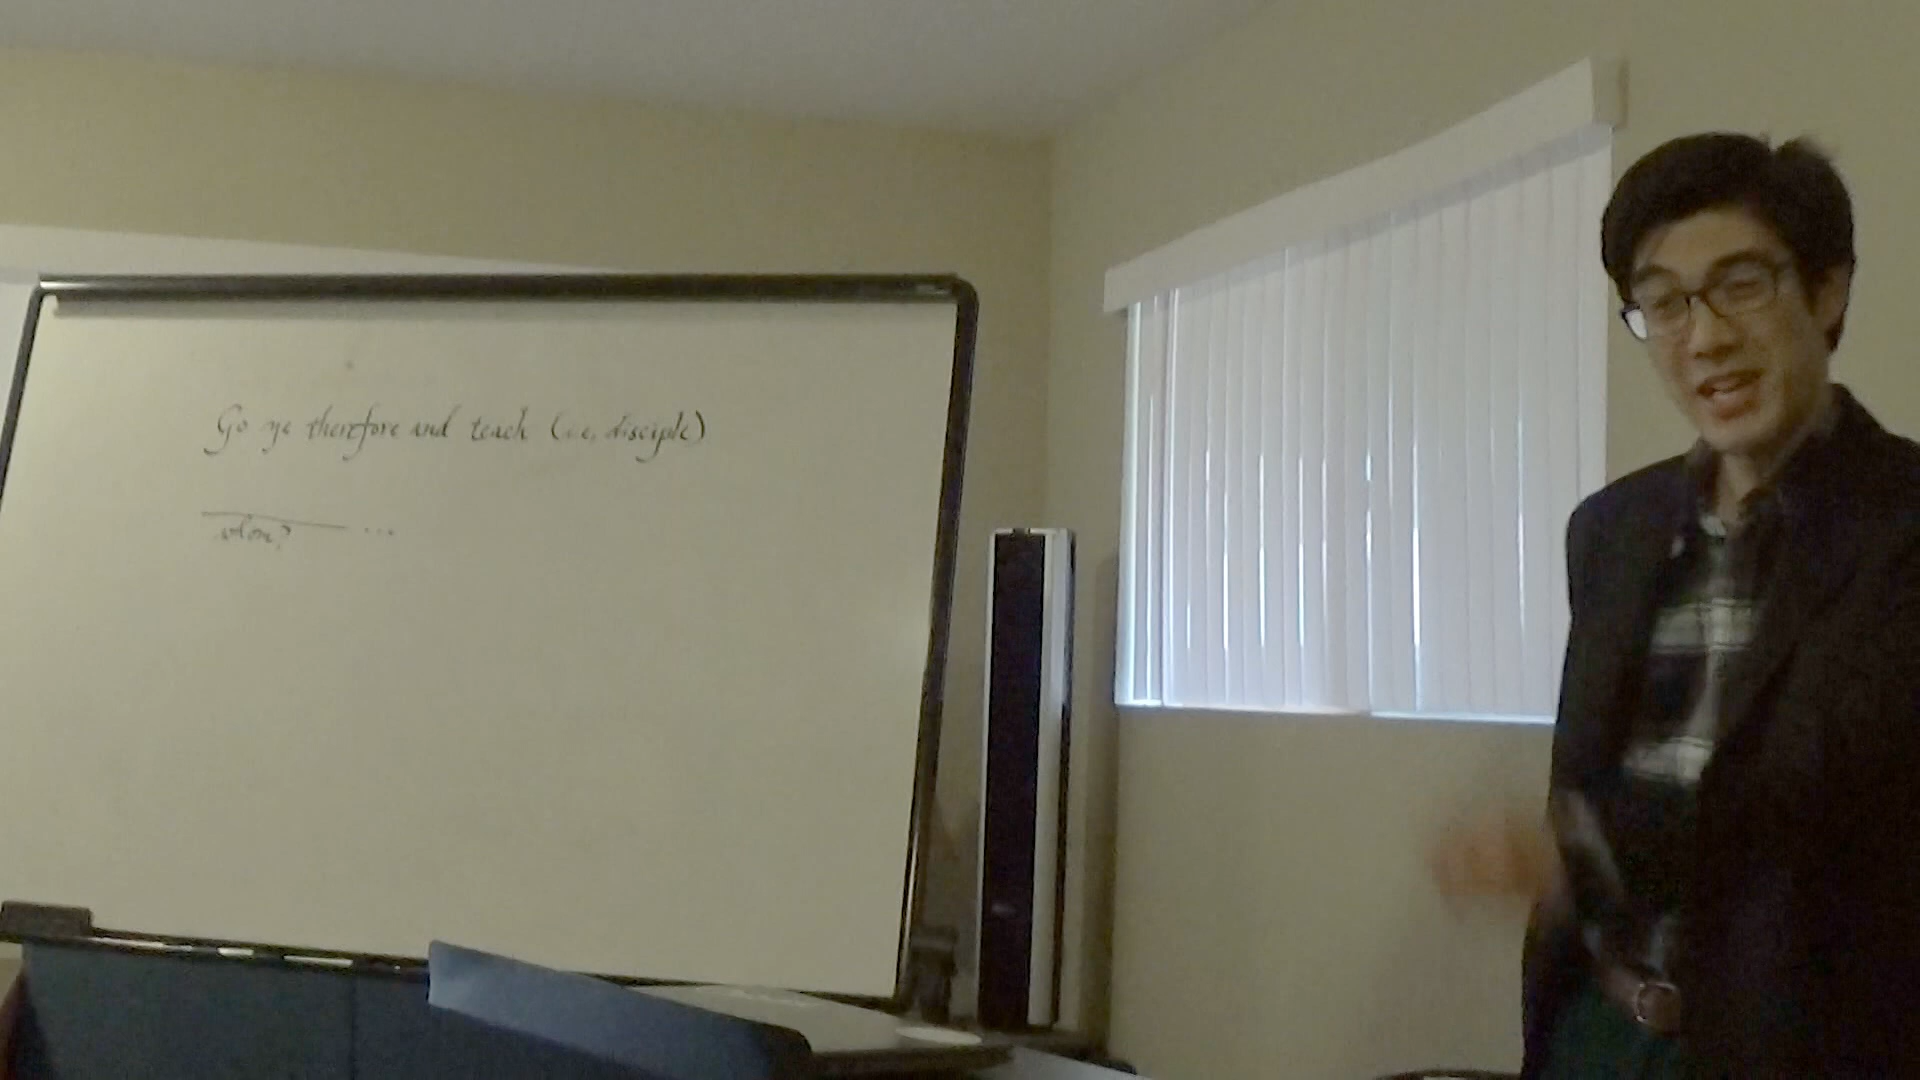 Go ye therefore and teach (i.e. disciple)
whom? ...